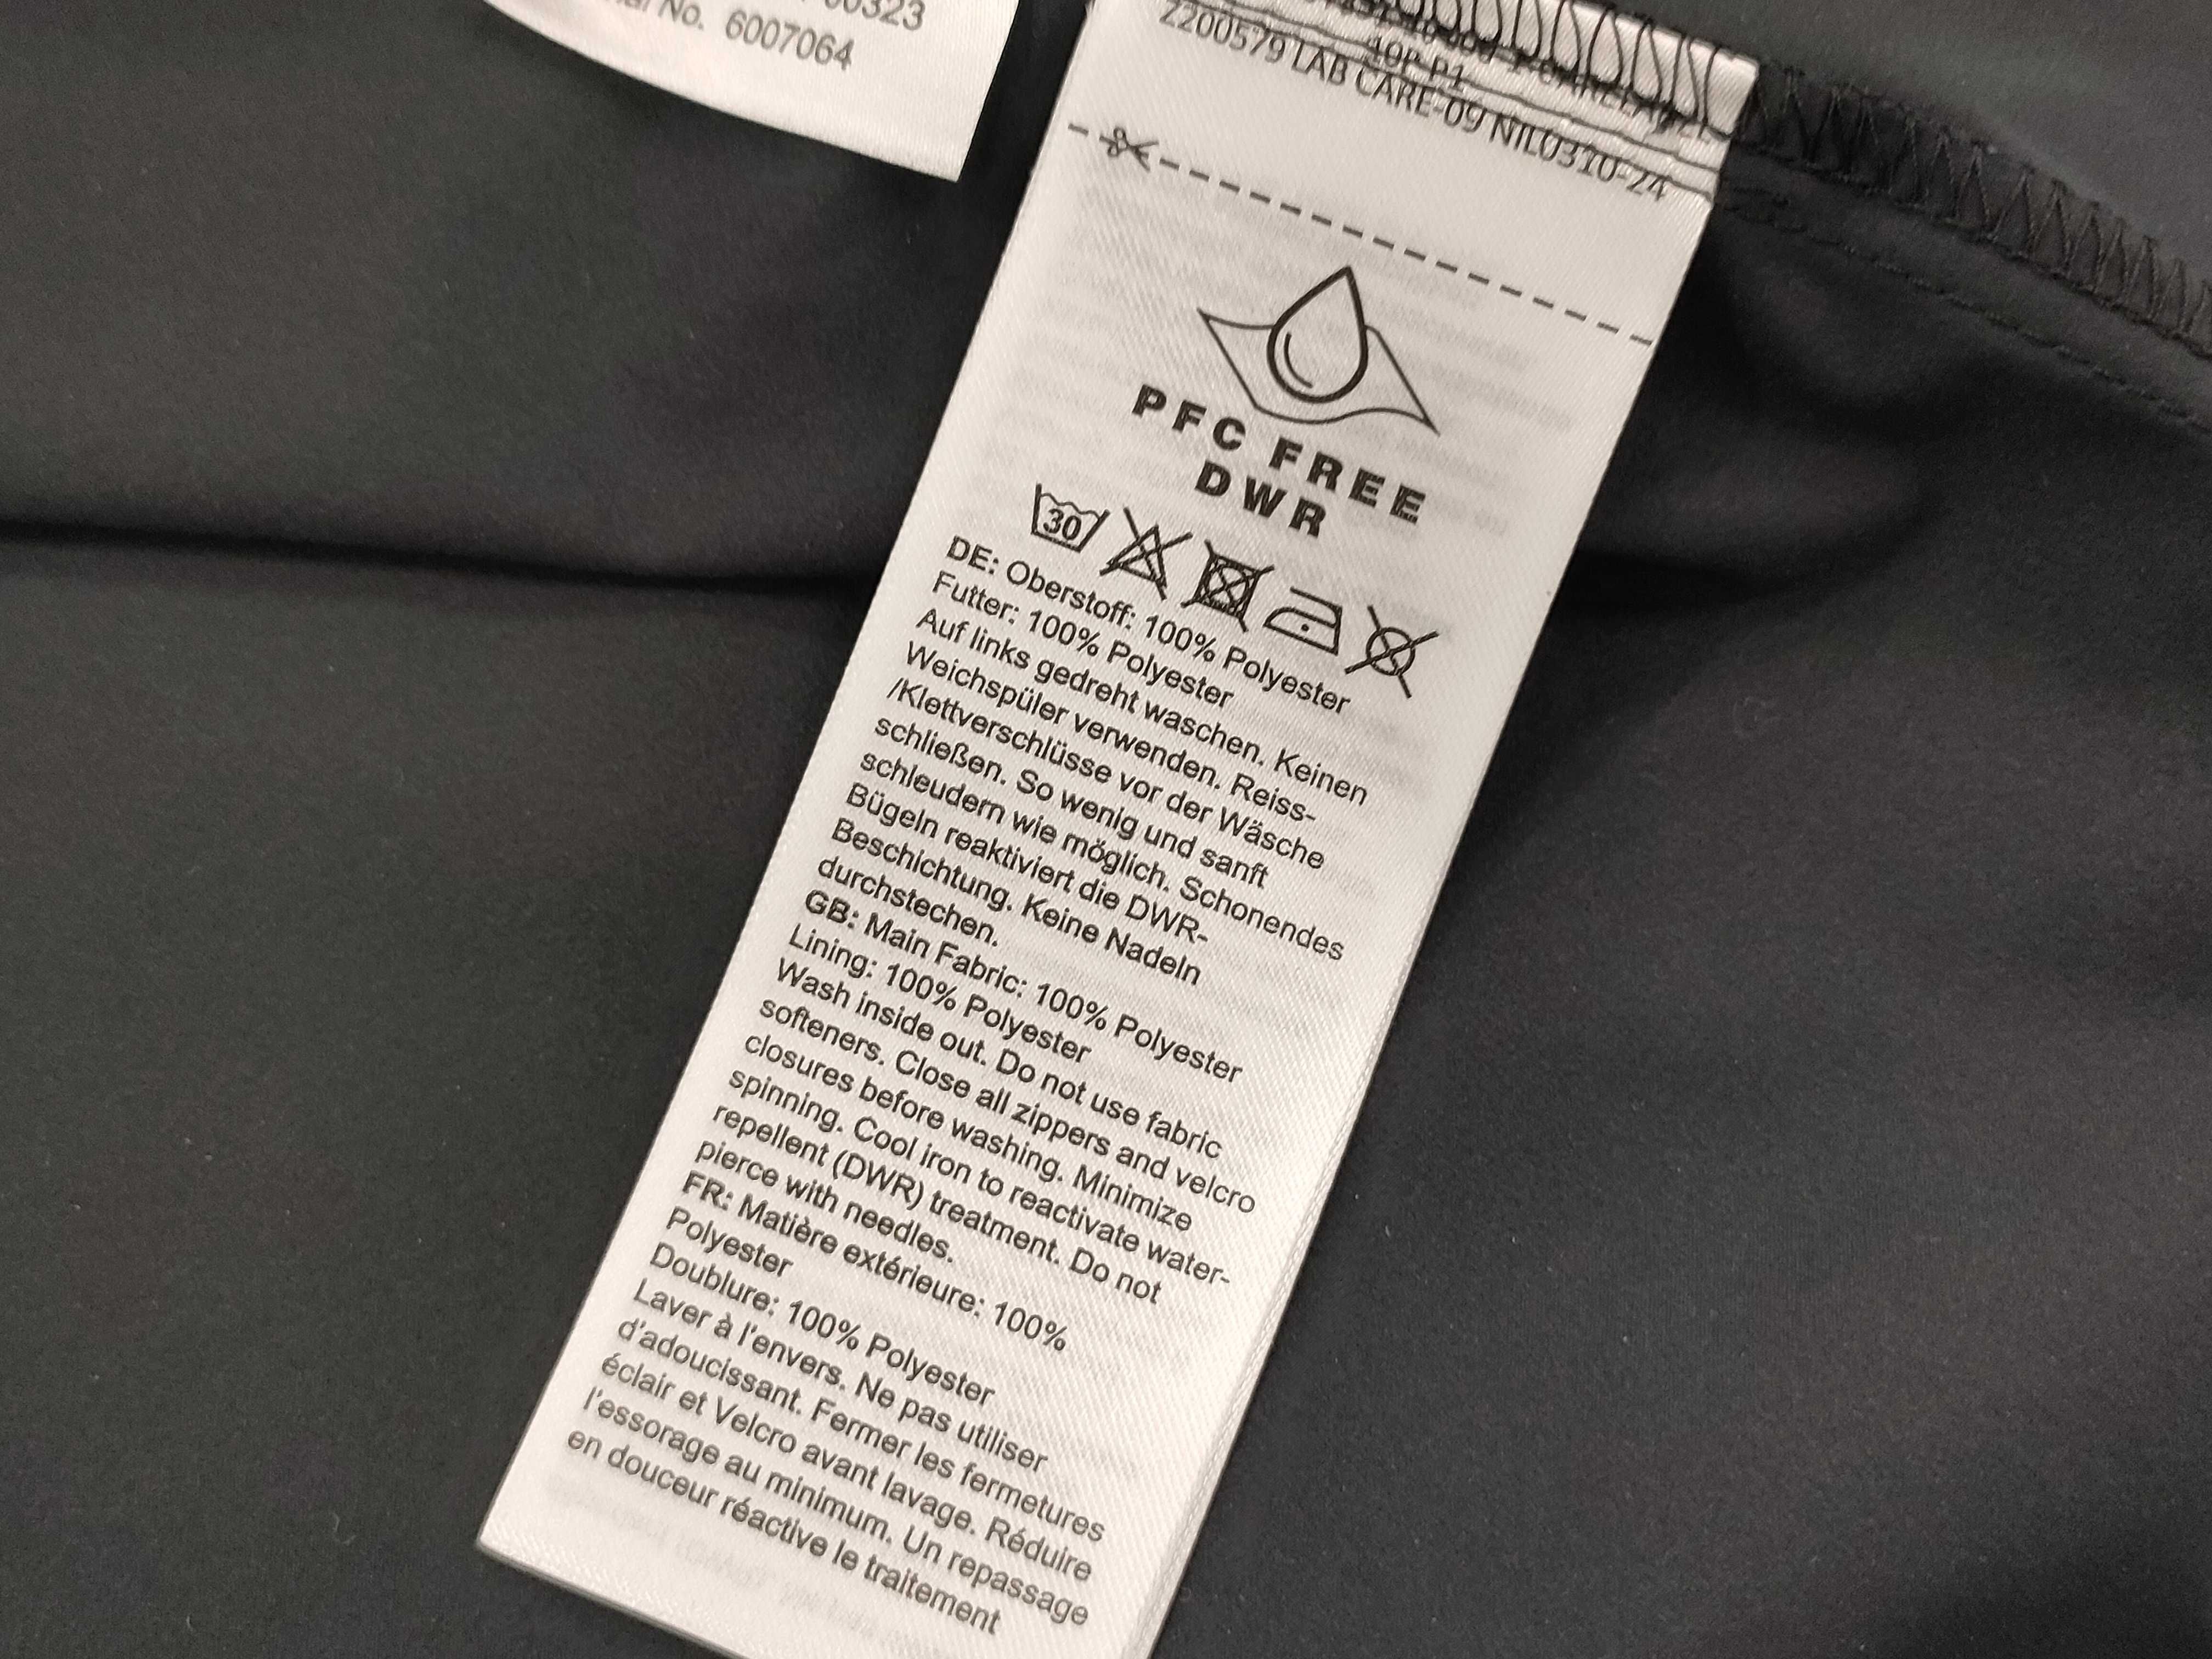 00323
No. 6007064
10P P1
Z200579 LAB CARE-09 NIL0310-24
PFC FREE
DWR
30
DE: Oberstoff: 100% Polyester
Futter: 100% Polyester
Auf links gedreht waschen. Keinen
Weichspüler verwenden. Reiss-
/Klettverschlüsse vor der Wäsche
schließen. So wenig und sanft
schleudern wie möglich. Schonendes
Bügeln reaktiviert die DWR-
Beschichtung. Keine Nadeln
durchstechen.
GB: Main Fabric: 100% Polyester
Lining: 100% Polyester
Wash inside out. Do not use fabric
softeners. Close all zippers and velcro
closures before washing. Minimize
spinning. Cool iron to reactivate water-
repellent (DWR) treatment. Do not
pierce with needles.
FR: Matière extérieure: 100%
Polyester
Doublure: 100% Polyester
Laver à l'envers. Ne pas utiliser
d'adoucissant. Fermer les fermetures
éclair et Velcro avant lavage. Réduire
l'essorage au minimum. Un repassage
en douceur réactive le traitement